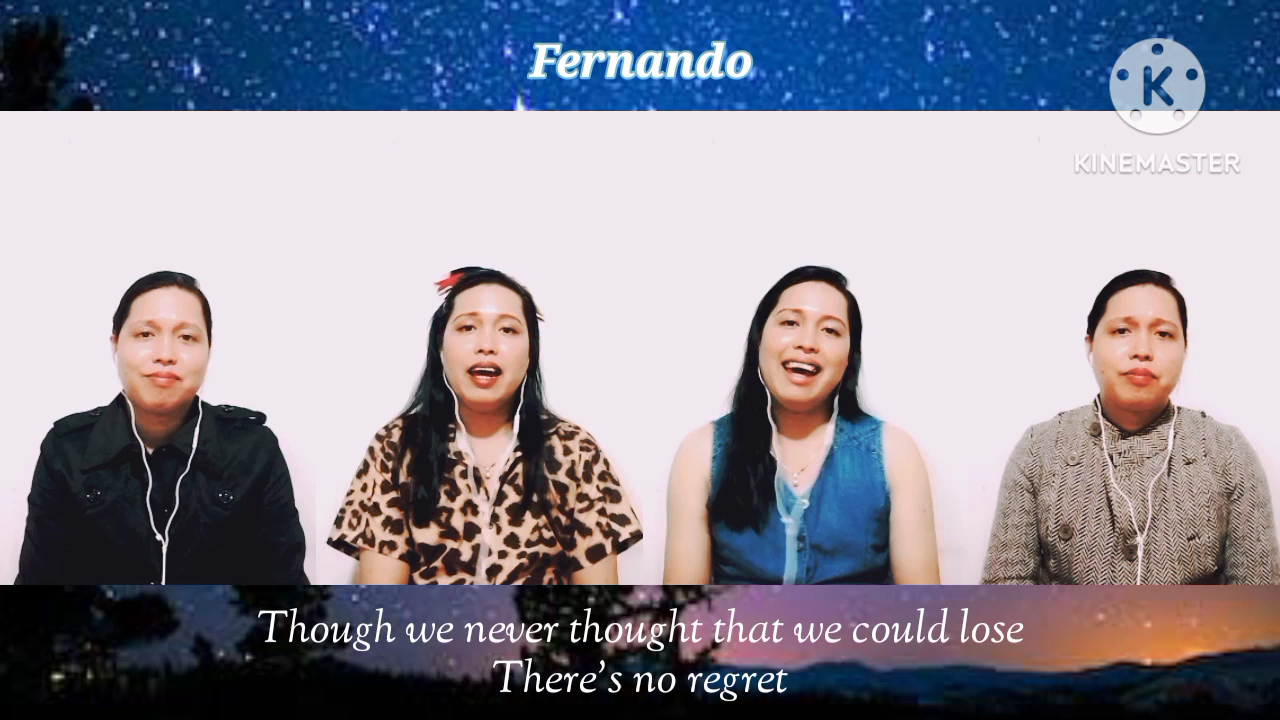 Fernando
K
KINEMASTER
Though we never thought that we could lose
There's no regret